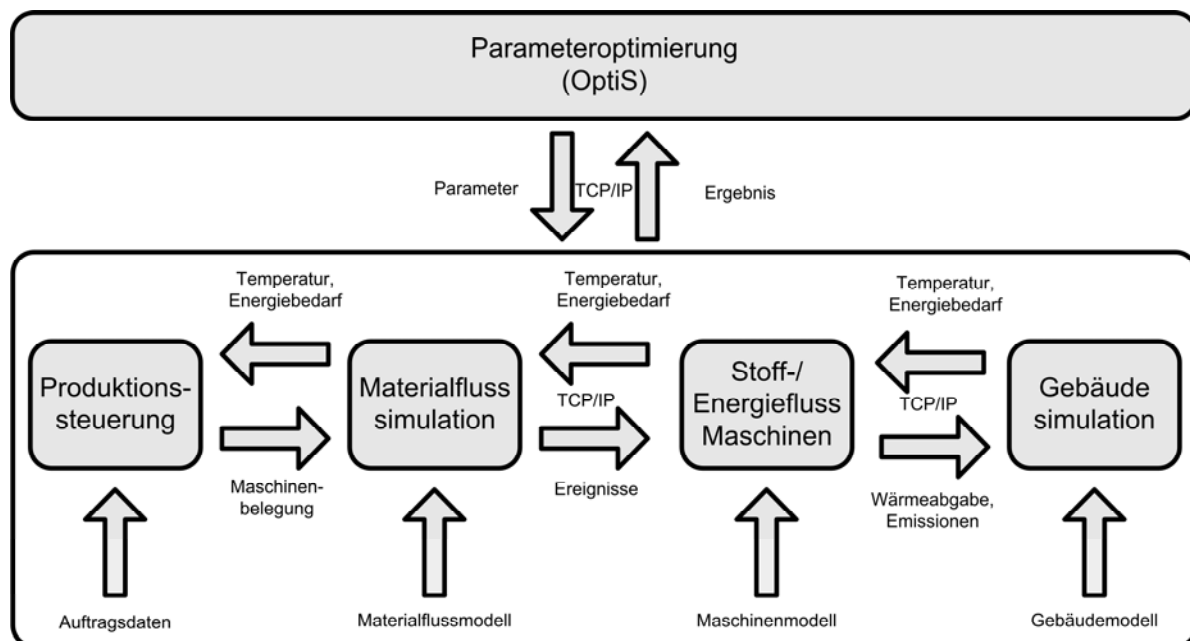 Parameteroptimierung
(OptiS)
Parameter
TCP/IP
Ergebnis
Temperatur,
Energiebedarf
Temperatur,
Energiebedarf
Temperatur,
Energiebedarf
Produktions-
steuerung
Materialfluss
simulation
TCP/IP
Stoff-/
Energiefluss
Maschinen
TCP/IP
Gebäude
simulation
Maschinen-
belegung
Ereignisse
Wärmeabgabe,
Emissionen
Auftragsdaten
Materialflussmodell
Maschinenmodell
Gebäudemodell